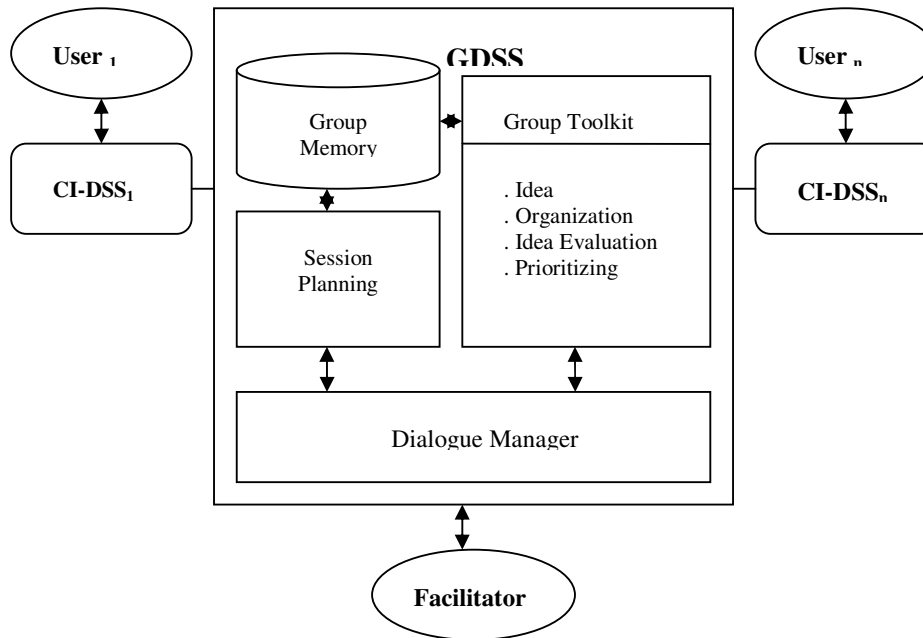 User 1
GDSS
User n
Group
Memory
Group Toolkit
CI-DSS1
CI-DSSn
. Idea
. Organization
. Idea Evaluation
. Prioritizing
Session
Planning
Dialogue Manager
Facilitator